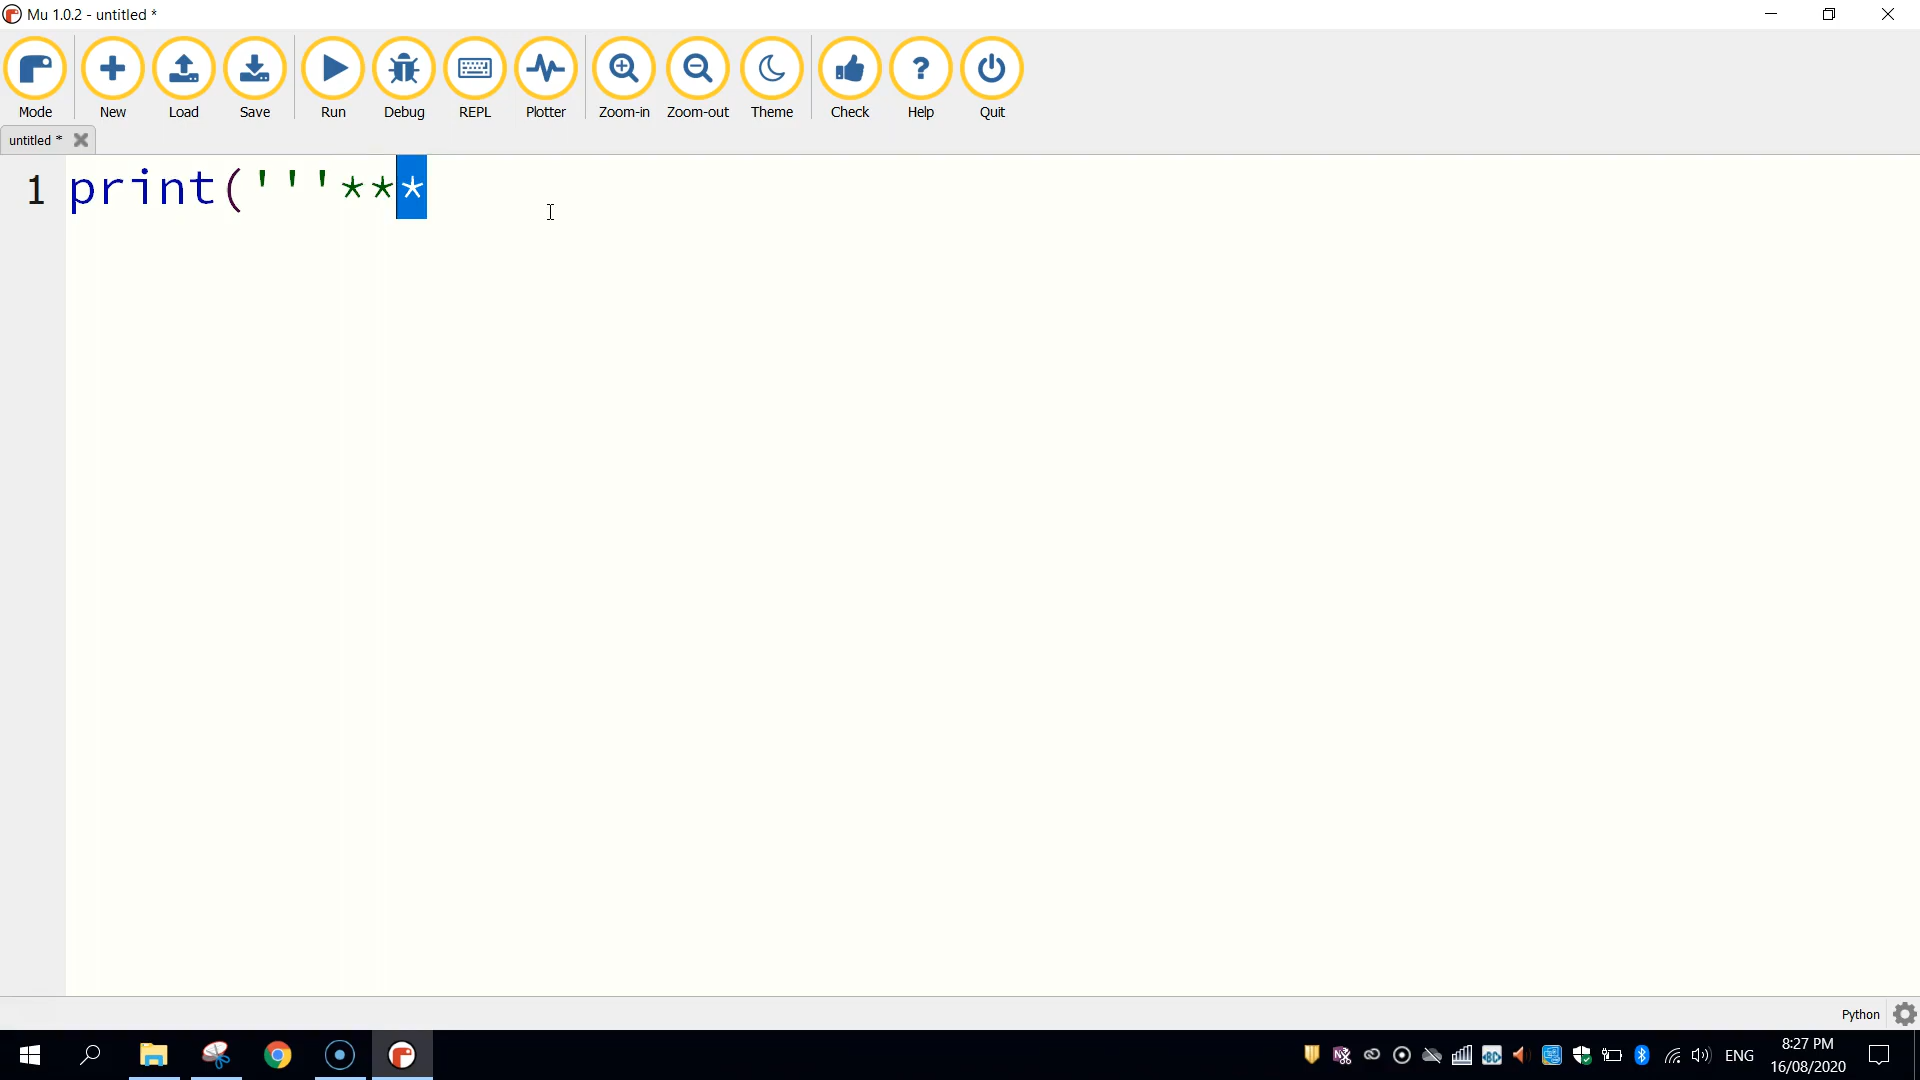 Mu 1.0.2 - untitled *
Mode New Load Save Run Debug REPL Plotter Zoom-in Zoom-out Theme Check Help Quit
untitled *
1 print('''***
Python
ENG 8:27 PM
16/08/2020